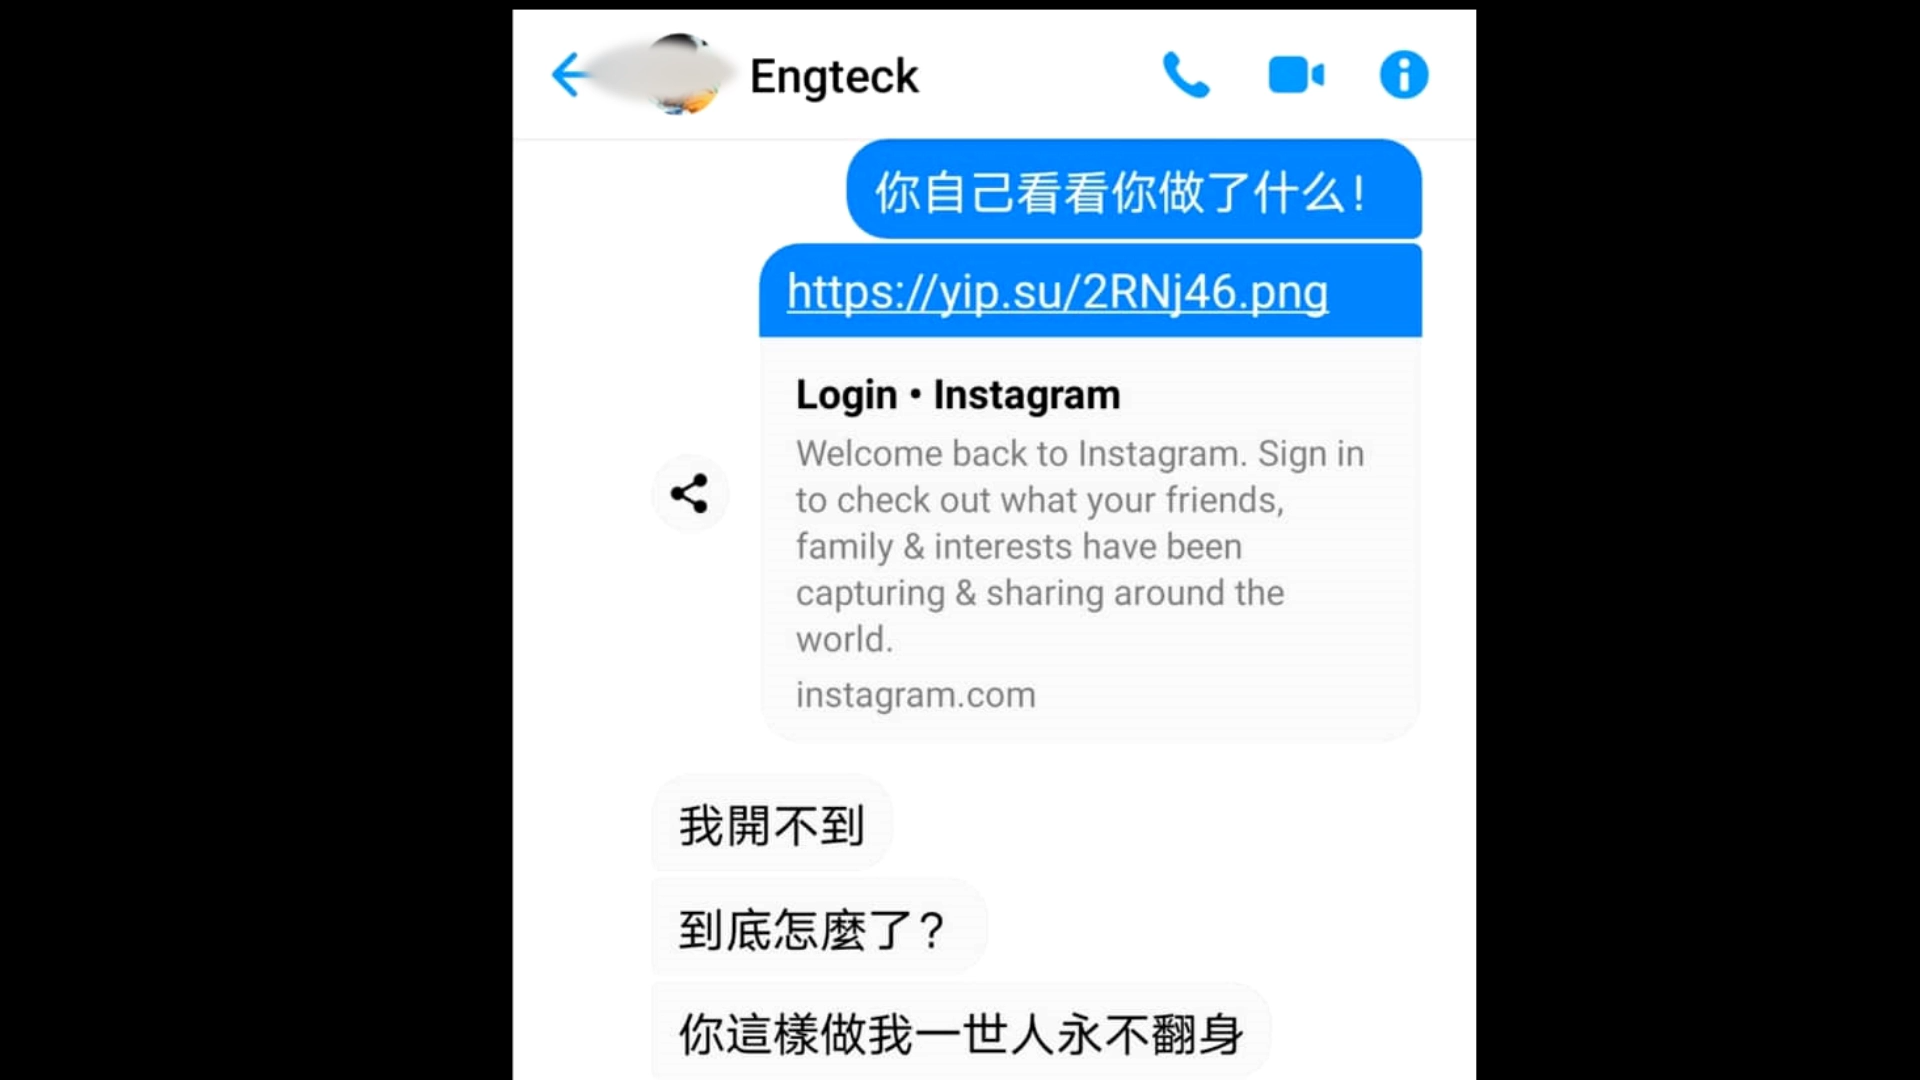 Engteck
你自己看看你做了什么!
https://yip.su/2RNj46.png
Login • Instagram
Welcome back to Instagram. Sign in
to check out what your friends,
family & interests have been
capturing & sharing around the
world.
instagram.com
我開不到
到底怎麼了?
你這樣做我一世人永不翻身